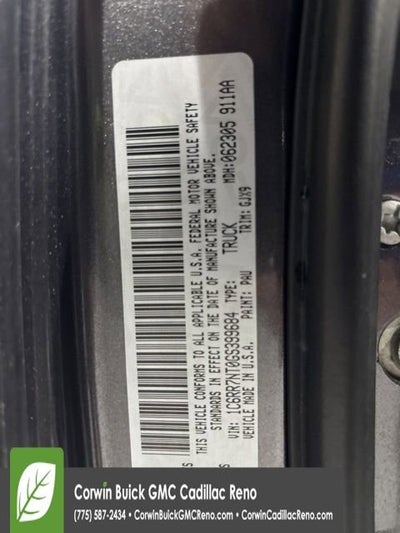 THIS VEHICLE CONFORMS TO ALL APPLICABLE U.S.A. FEDERAL MOTOR VEHICLE SAFETY
STANDARDS IN EFFECT ON THE DATE OF MANUFACTURE SHOWN ABOVE.
VIN: 1C6RR7NT0GS399684 TYPE: TRUCK MDH: 062305 911AA
VEHICLE MADE IN U.S.A. PAINT: PAU TRIM: GJX9
Corwin Buick GMC Cadillac Reno
(775) 587-2434 • CorwinBuickGMCReno.com • CorwinCadillacReno.com